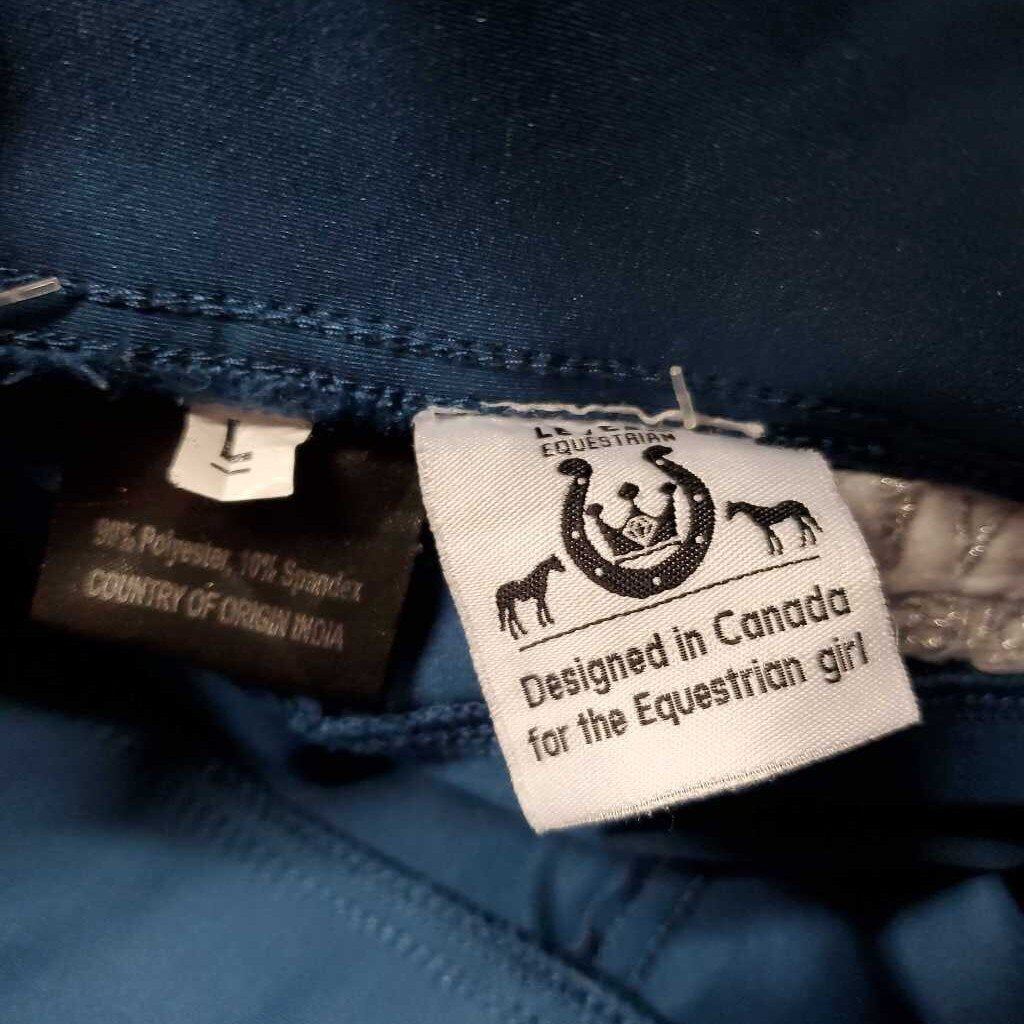 L
90% Polyester, 10% Spandex
COUNTRY OF ORIGIN INDIA
EQUESTRIAN
Designed in Canada
for the Equestrian girl